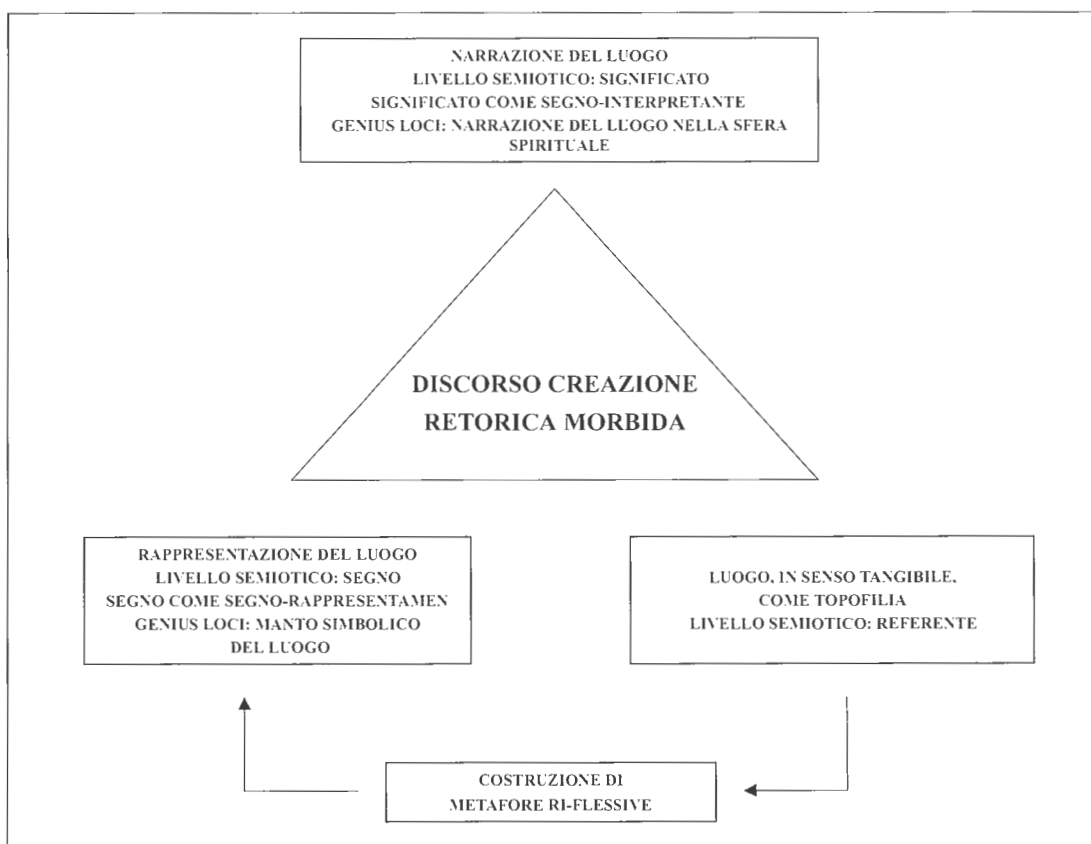 NARRAZIONE DEL LUOGO
LIVELLO SEMIOTICO: SIGNIFICATO
SIGNIFICATO COME SEGNO-INTERPRETANTE
GENIUS LOCI: NARRAZIONE DEL LUOGO NELLA SFERA
SPIRITUALE
DISCORSO CREAZIONE
RETORICA MORBIDA
RAPPRESENTAZIONE DEL LUOGO
LIVELLO SEMIOTICO: SEGNO
SEGNO COME SEGNO-RAPPRESENTAMEN
GENIUS LOCI: MANTO SIMBOLICO
DEL LUOGO
LUOGO, IN SENSO TANGIBILE,
COME TOPOFILIA
LIVELLO SEMIOTICO: REFERENTE
COSTRUZIONE DI
METAFORE RI-FLESSIVE